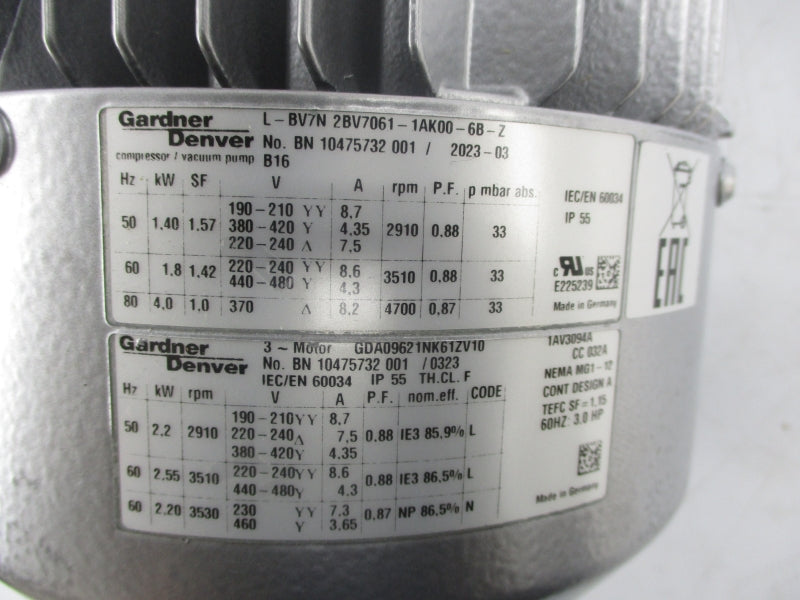 Gardner Denver L-BV7N 2BV7061-1AK00-6B-Z
No. BN 10475732 001 / 2023-03
compressor / vacuum pump B16
Hz kW SF V A rpm P.F. p mbar abs.
IEC/EN 60034
IP 55
50 1.40 1.57 190-210 YY 8.7 2910 0.88 33
380-420 Y 4.35
220-240 Δ 7.5
60 1.8 1.42 220-240 YY 8.6 3510 0.88 33
440-480 Y 4.3
80 4.0 1.0 370 Δ 8.2 4700 0.87 33
c RU us
E225239
Made in Germany
EAC
Gardner Denver 3 ~ Motor GDA09621NK61ZV10
No. BN 10475732 001 /0323
IEC/EN 60034 IP 55 TH.CL. F
Hz kW rpm V A P.F. nom.eff. CODE
50 2.2 2910 190-210YY 8.7 0.88 IE3 85,9% L
220-240Δ 7,5
380-420Y 4.35
60 2.55 3510 220-240YY 8.6 0.88 IE3 86,5% L
440-480Y 4.3
60 2.20 3530 230 YY 7.3 0.87 NP 86,5% N
460 Y 3.65
1AV3094A
CC 032A
NEMA MG1-12
CONT DESIGN A
TEFC SF=1.15
60HZ: 3.0 HP
Made in Germany